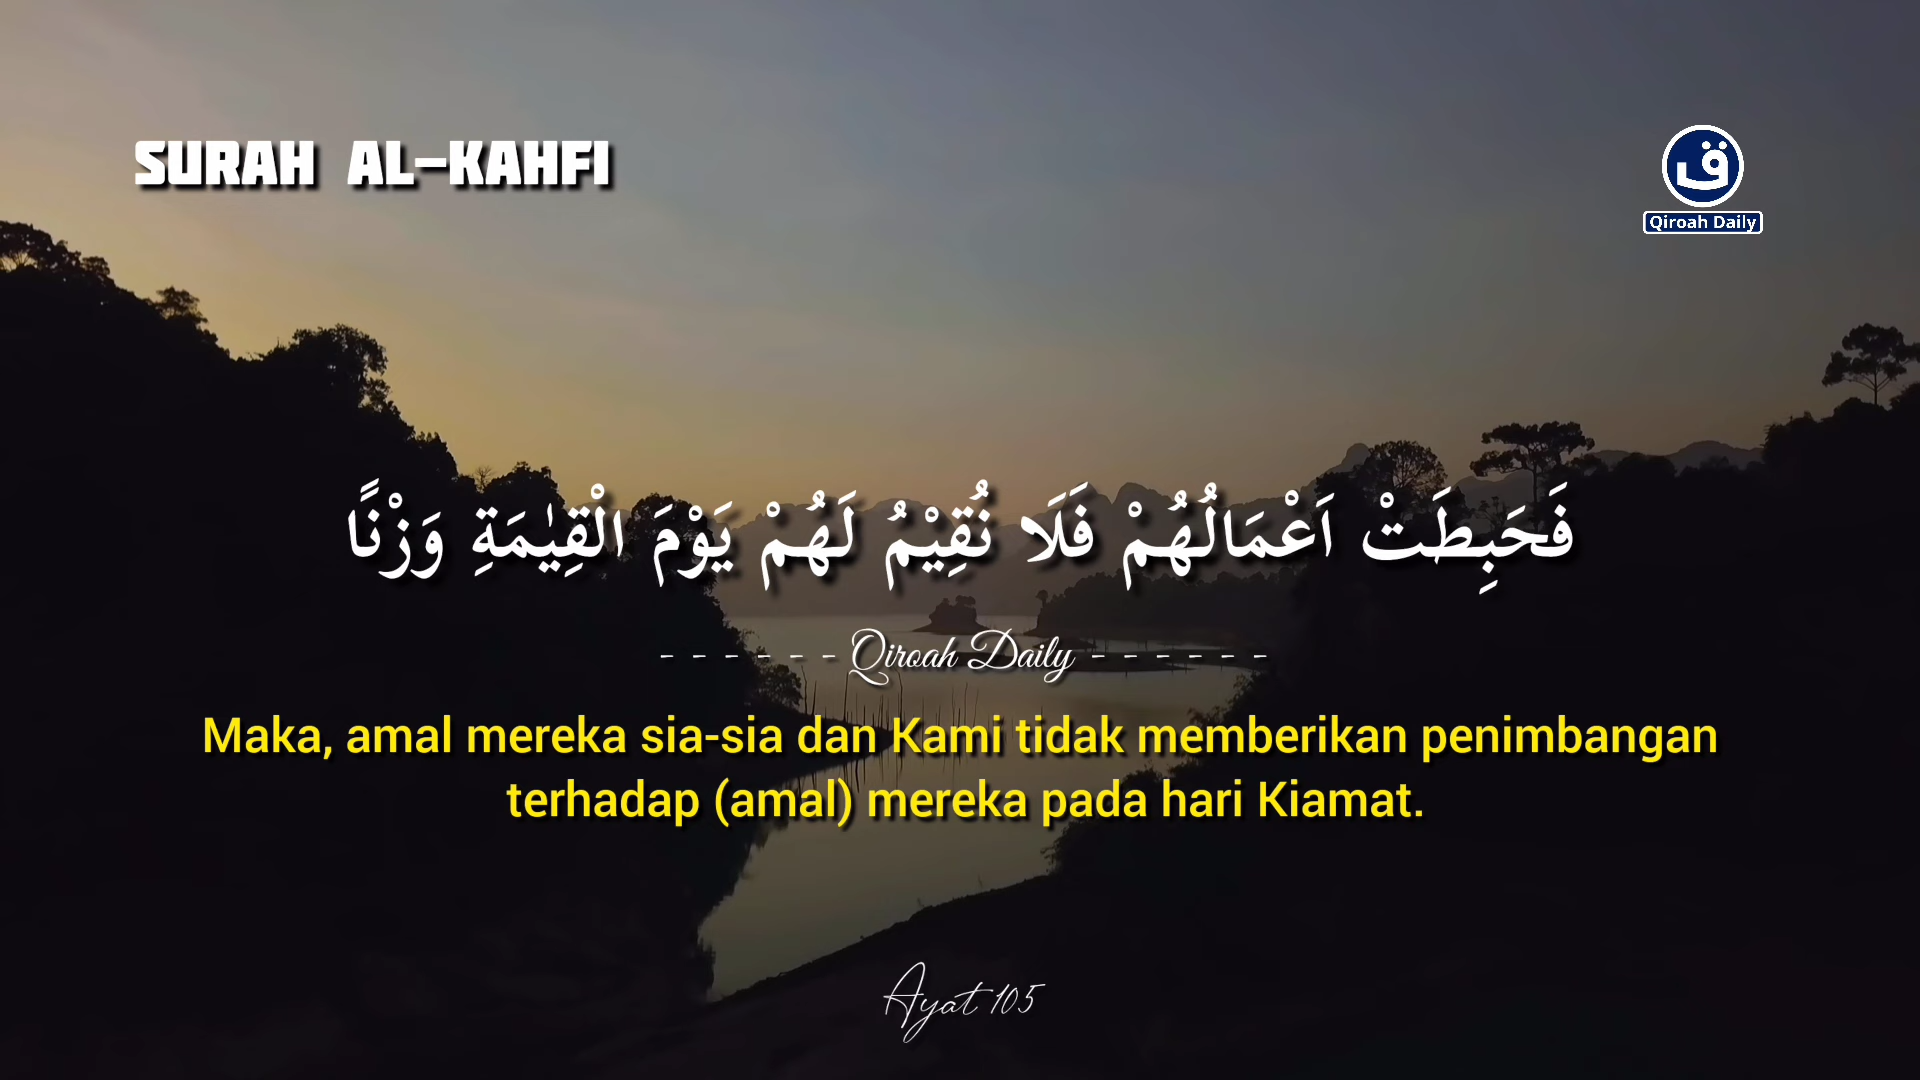 SURAH AL-KAHFI
ق
Qiroah Daily
فَحَبِطَتْ اَعْمَالُهُمْ فَلَا نُقِيْمُ لَهُمْ يَوْمَ الْقِيٰمَةِ وَزْنًا
- - - - - - Qiroah Daily - - - - - -
Maka, amal mereka sia-sia dan Kami tidak memberikan penimbangan
terhadap (amal) mereka pada hari Kiamat.
Ayat 105